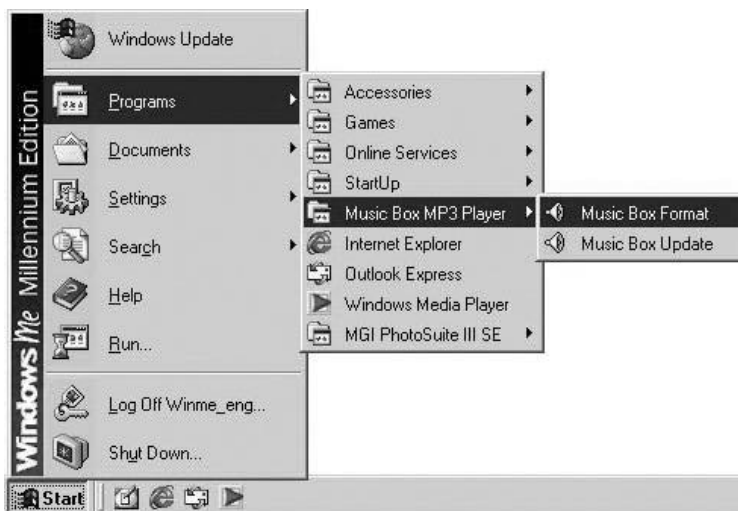 Windows Me Millennium Edition
Windows Update
Programs
Documents
Settings
Search
Help
Run...
Log Off Winme_eng...
Shut Down...
Accessories
Games
Online Services
StartUp
Music Box MP3 Player
Internet Explorer
Outlook Express
Windows Media Player
MGI PhotoSuite III SE
Music Box Format
Music Box Update
Start